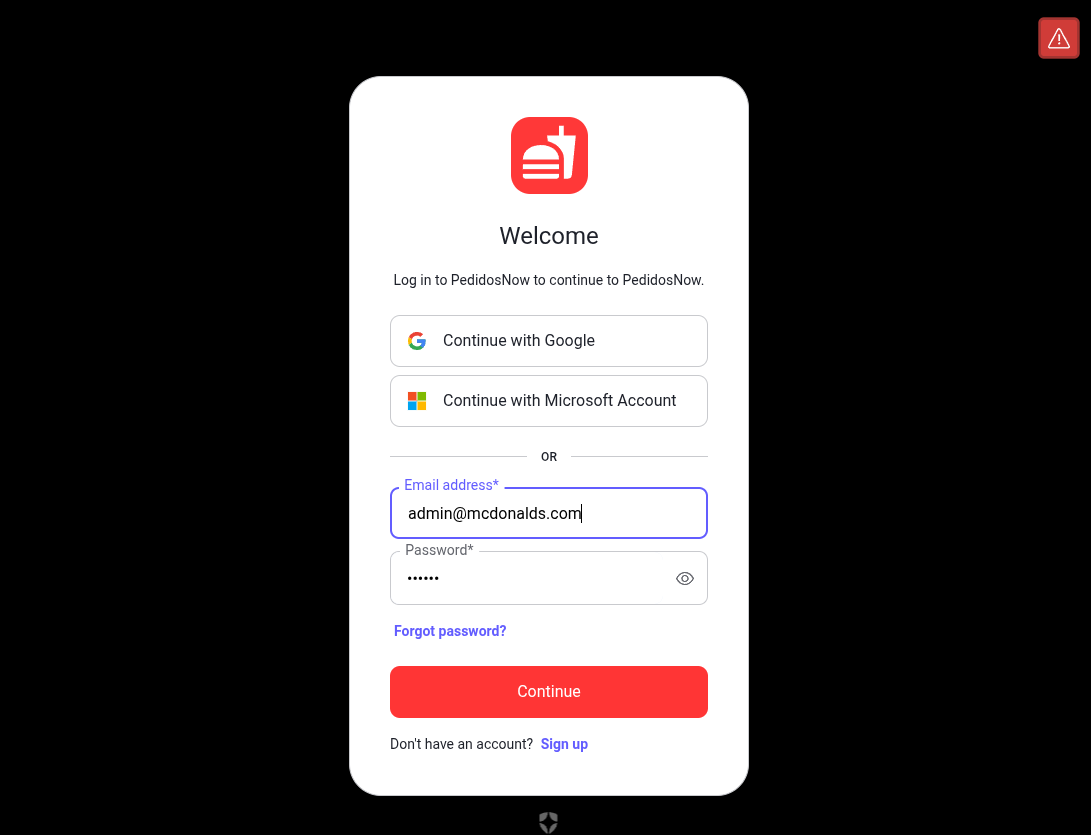 Welcome
Log in to PedidosNow to continue to PedidosNow.
Continue with Google
Continue with Microsoft Account
OR
Email address*
admin@mcdonalds.com
Password*
••••••
Forgot password?
Continue
Don't have an account? Sign up